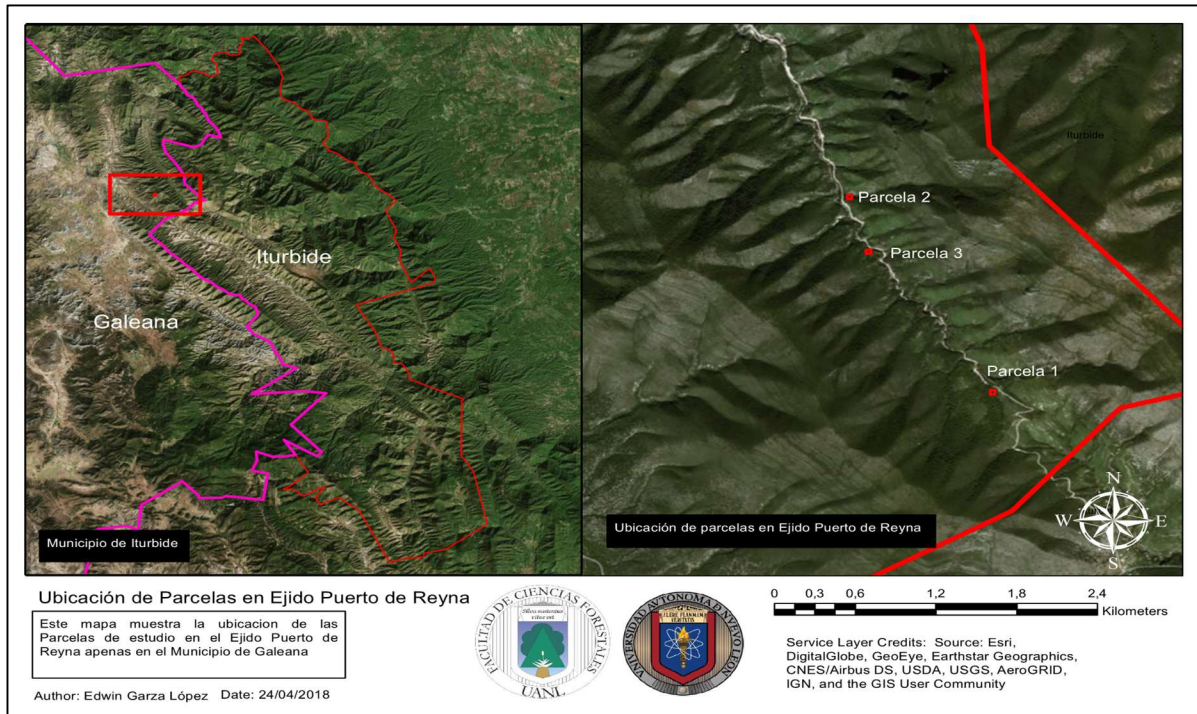 Iturbide
Galeana
Municipio de Iturbide
Iturbide
Parcela 2
Parcela 3
Parcela 1
N
W E
S
Ubicación de parcelas en Ejido Puerto de Reyna
Ubicación de Parcelas en Ejido Puerto de Reyna
Este mapa muestra la ubicacion de las
Parcelas de estudio en el Ejido Puerto de
Reyna apenas en el Municipio de Galeana
Author: Edwin Garza López Date: 24/04/2018
FACULTAD DE CIENCIAS FORESTALES
UANL
UNIVERSIDAD AUTÓNOMA D NUEVO LEÓN
ALERE FLAMMAM
VERITATIS
0 0,3 0,6 1,2 1,8 2,4
Kilometers
Service Layer Credits: Source: Esri,
DigitalGlobe, GeoEye, Earthstar Geographics,
CNES/Airbus DS, USDA, USGS, AeroGRID,
IGN, and the GIS User Community